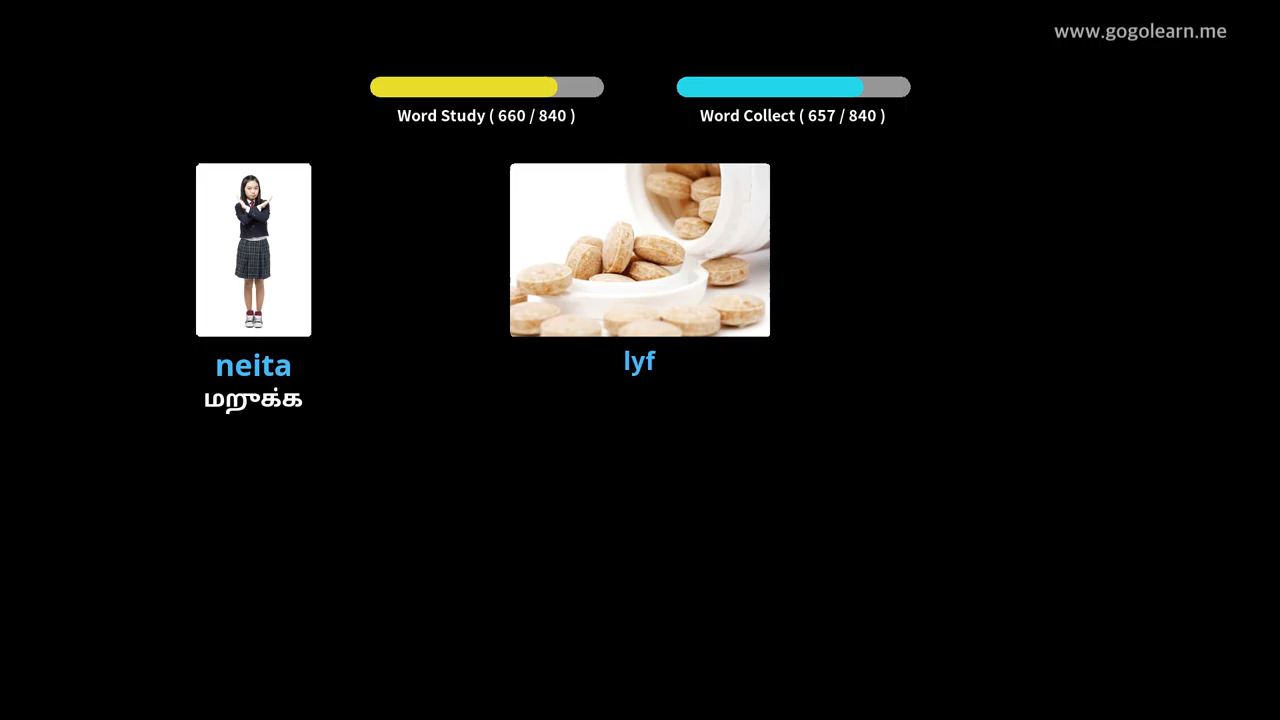 www.gogolearn.me
Word Study ( 660 / 840 )
Word Collect ( 657 / 840 )
neita
மறுக்க
lyf